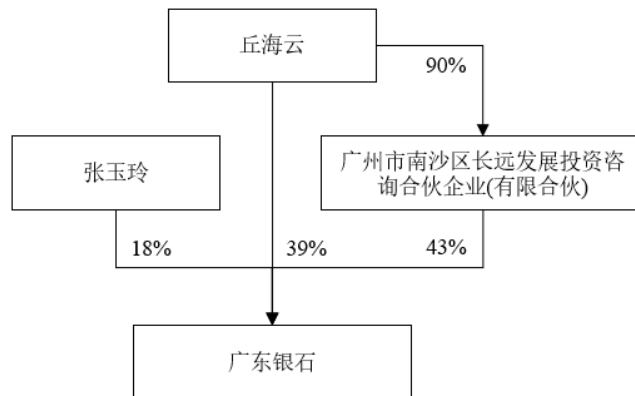 丘海云
90%
张玉玲
广州市南沙区长远发展投资咨
询合伙企业(有限合伙)
18%
39%
43%
广东银石